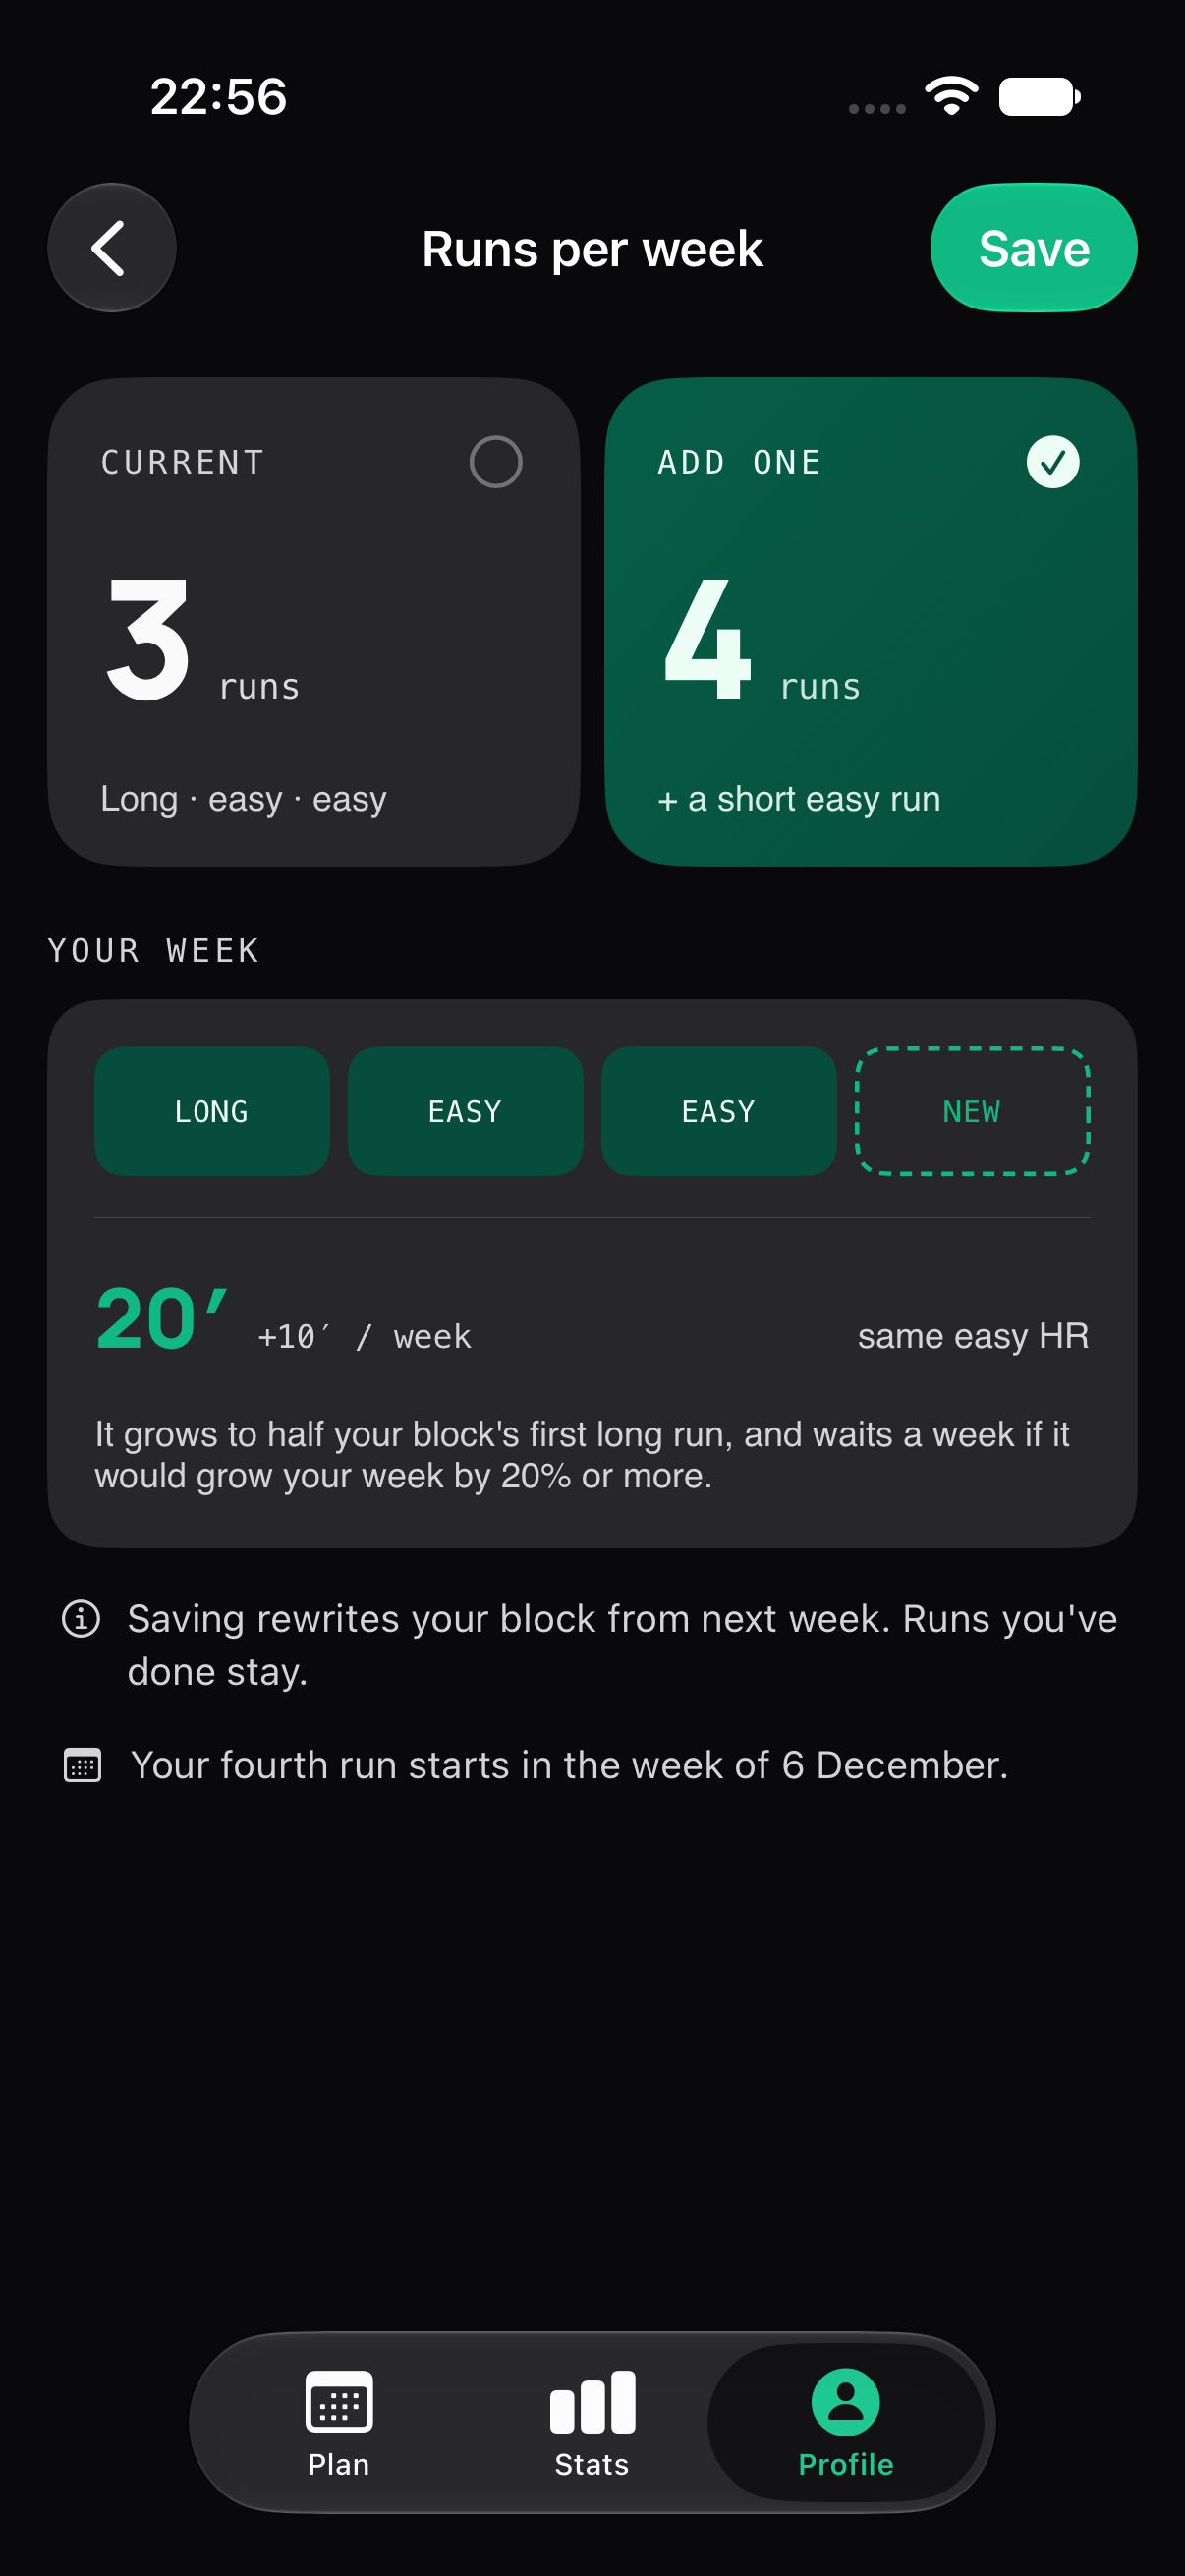 22:56
Runs per week
Save
CURRENT
ADD ONE
3 runs
4 runs
Long · easy · easy
+ a short easy run
YOUR WEEK
LONG
EASY
EASY
NEW
20′ +10′ / week
same easy HR
It grows to half your block's first long run, and waits a week if it
would grow your week by 20% or more.
Saving rewrites your block from next week. Runs you've
done stay.
Your fourth run starts in the week of 6 December.
Plan
Stats
Profile